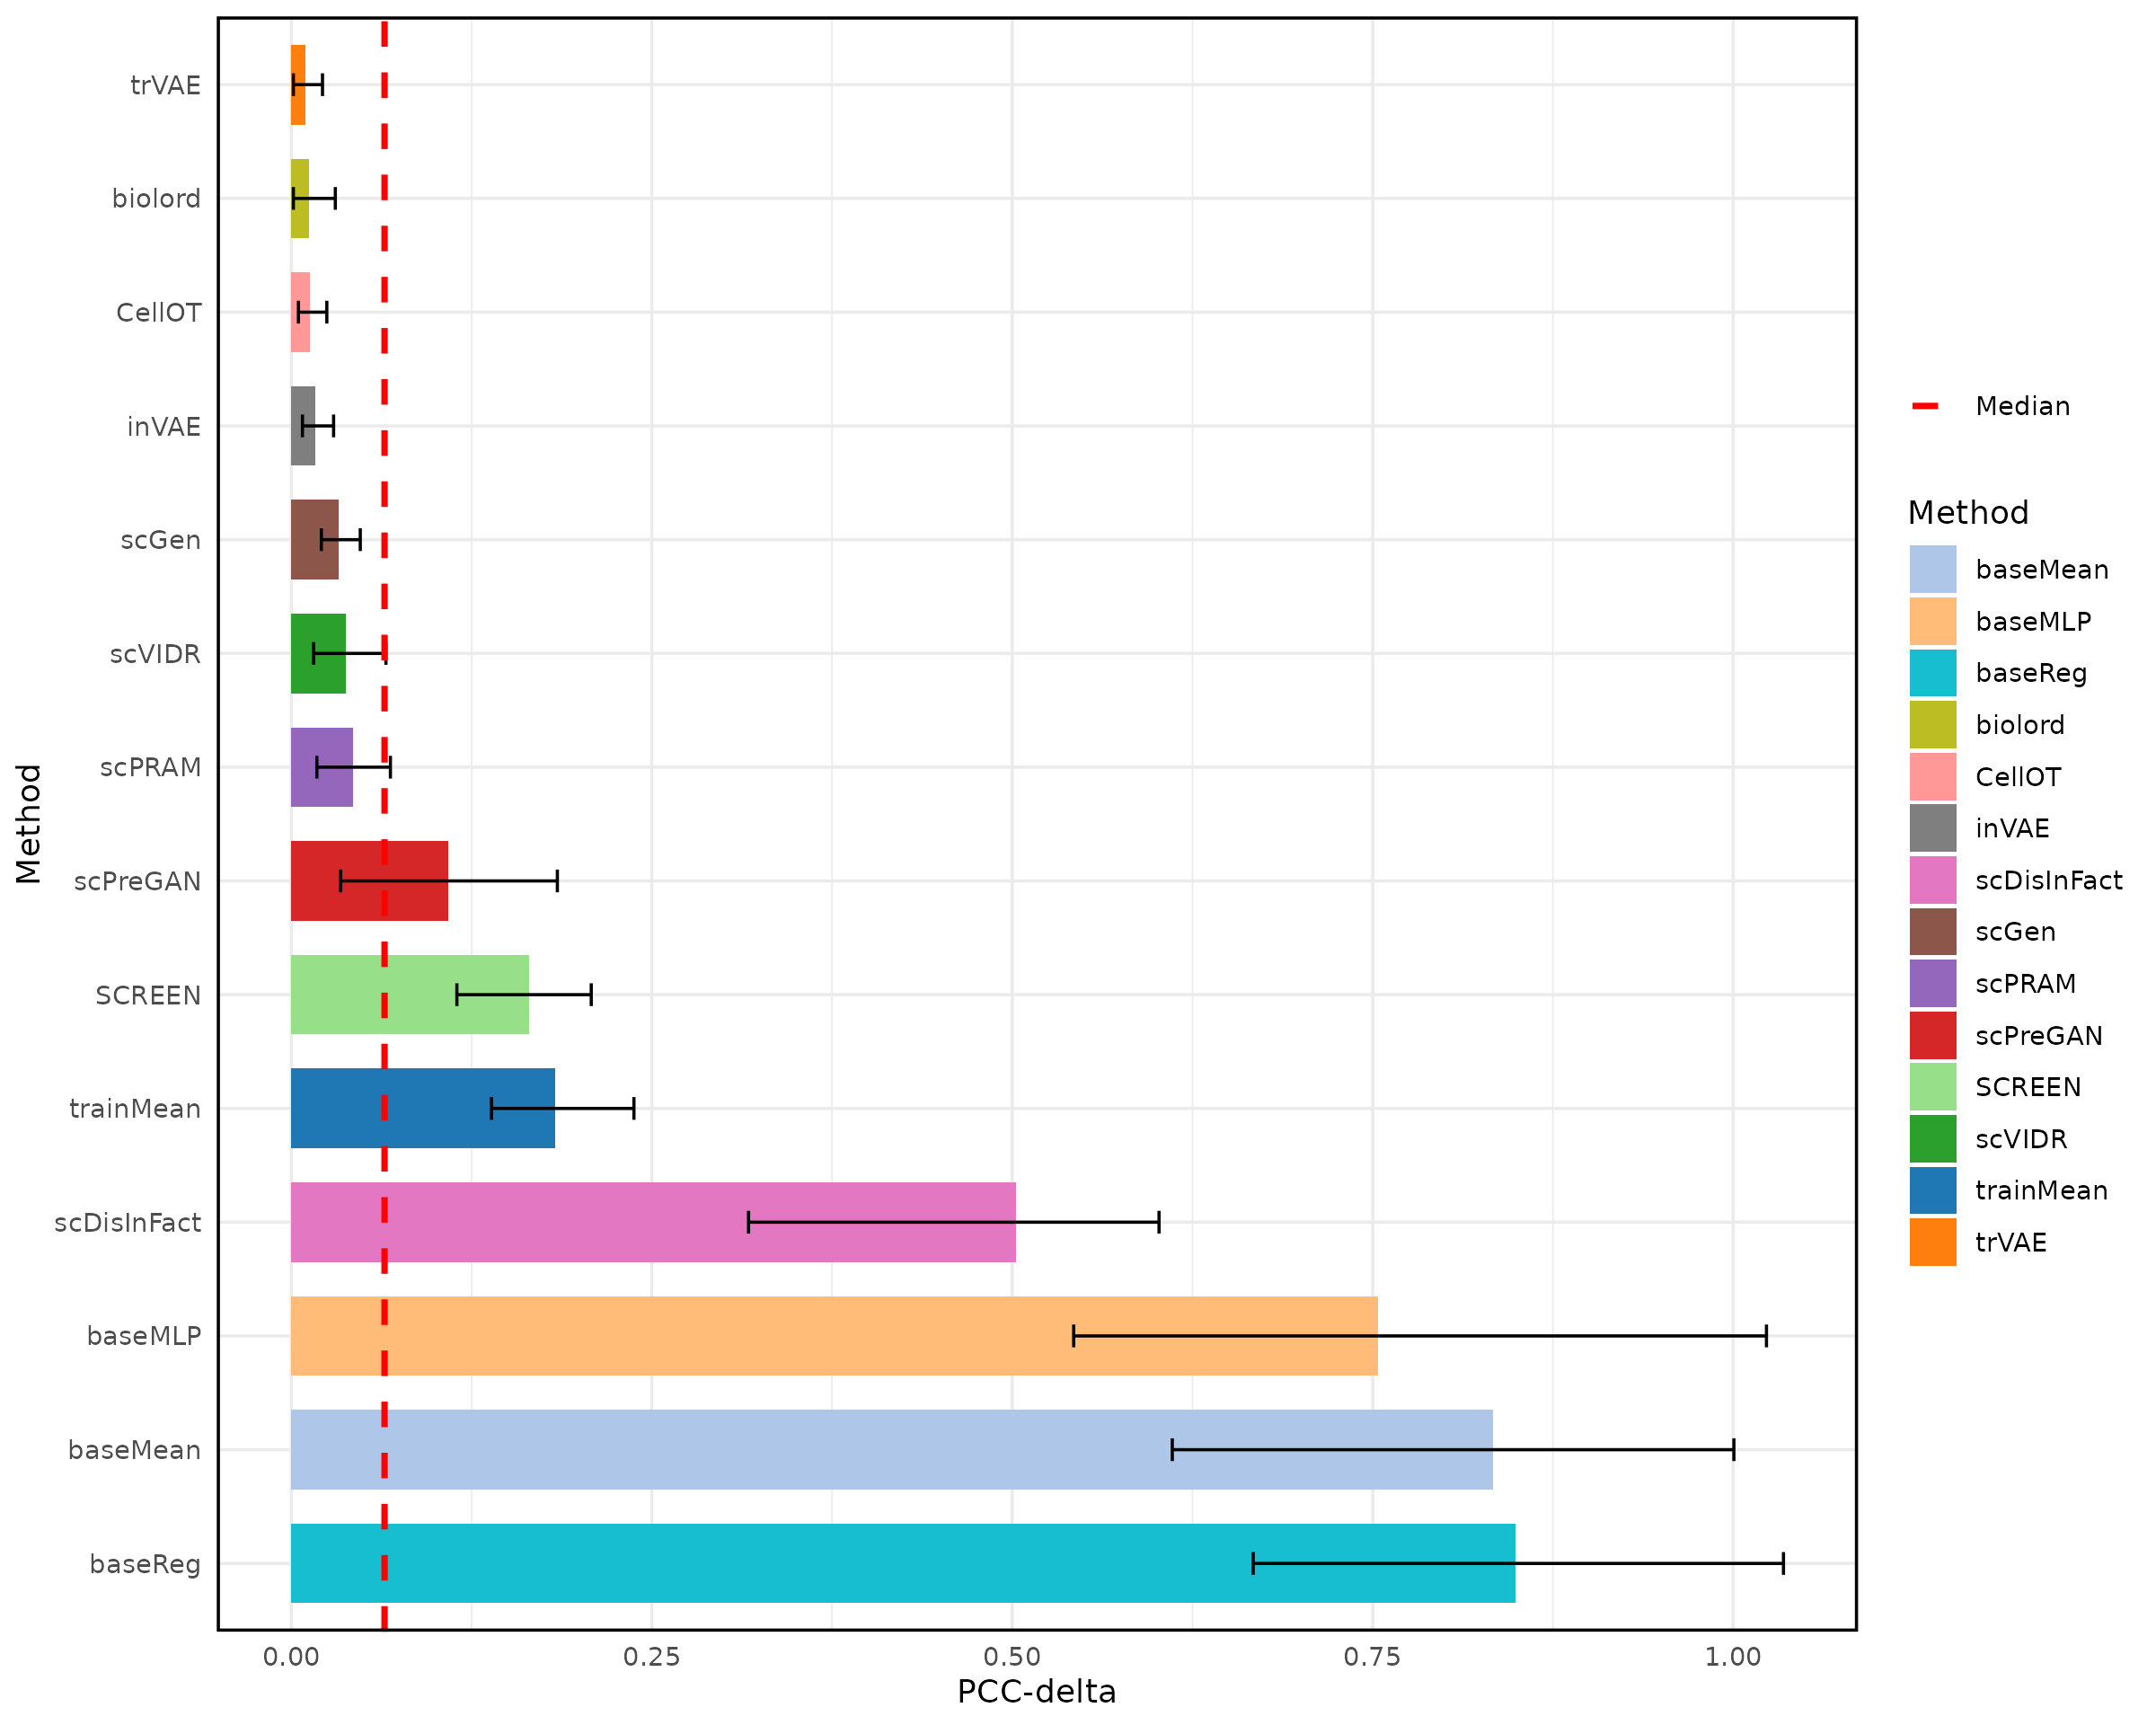 Method
trVAE
biolord
CellOT
inVAE
scGen
scVIDR
scPRAM
scPreGAN
SCREEN
trainMean
scDisInFact
baseMLP
baseMean
baseReg
0.00 0.25 0.50 0.75 1.00
PCC-delta
Median
Method
baseMean
baseMLP
baseReg
biolord
CellOT
inVAE
scDisInFact
scGen
scPRAM
scPreGAN
SCREEN
scVIDR
trainMean
trVAE